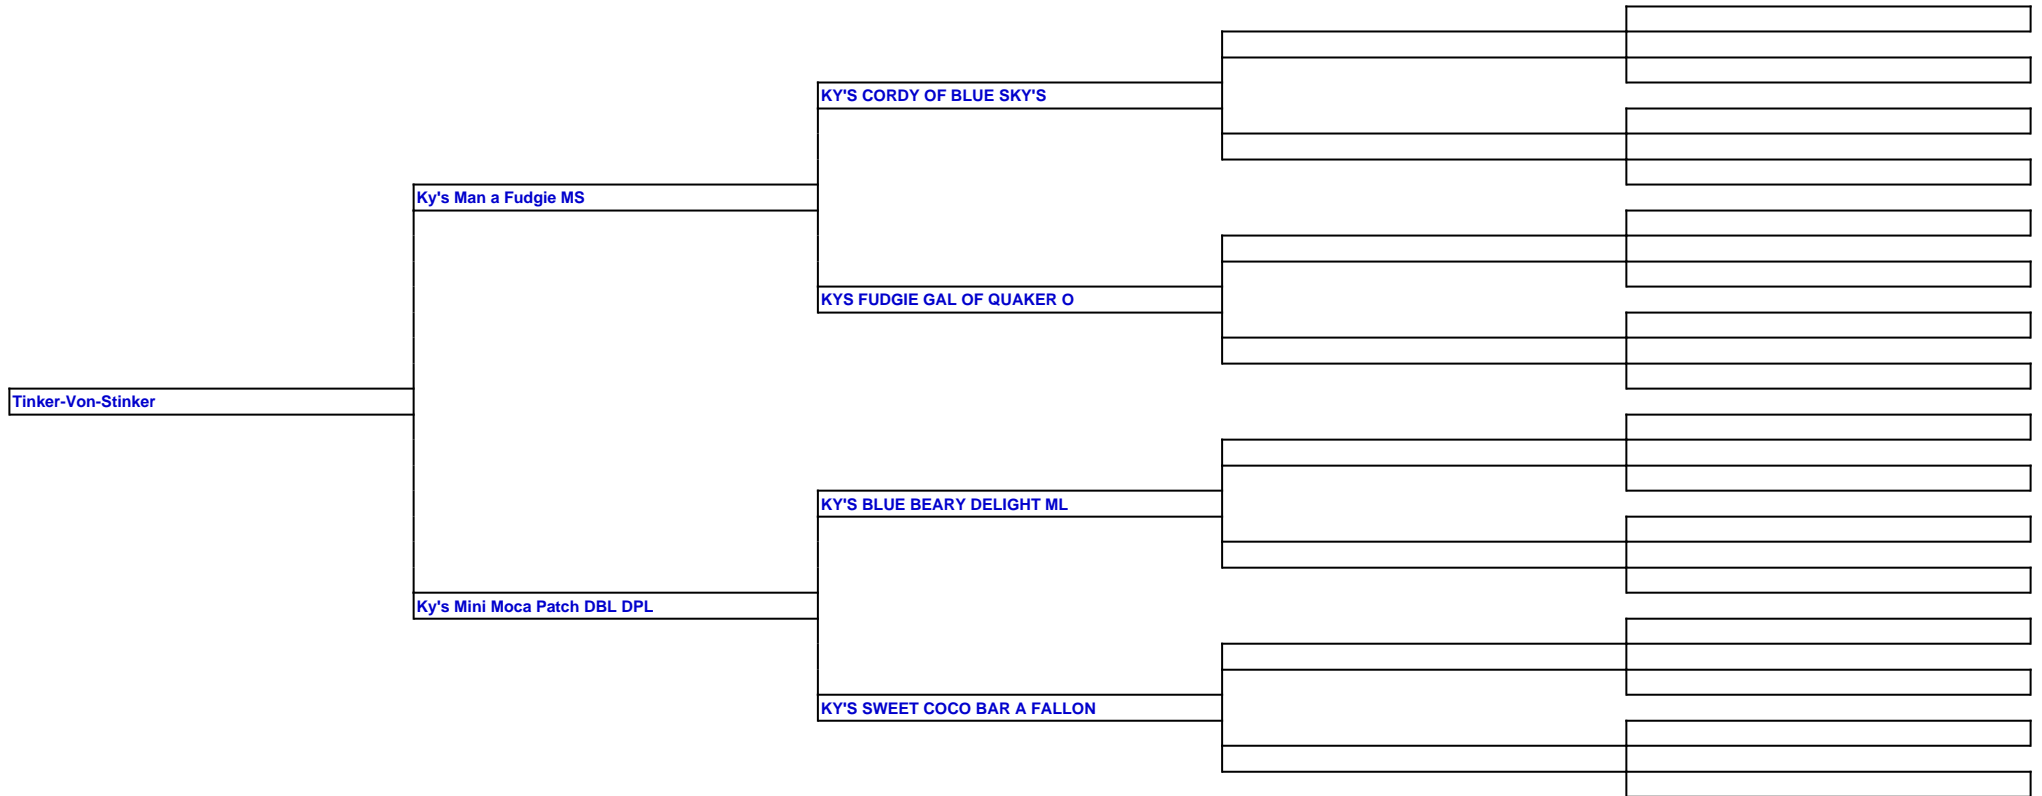 KY'S CORDY OF BLUE SKY'S
Ky's Man a Fudgie MS
KYS FUDGIE GAL OF QUAKER O
Tinker-Von-Stinker
KY'S BLUE BEARY DELIGHT ML
Ky's Mini Moca Patch DBL DPL
KY'S SWEET COCO BAR A FALLON